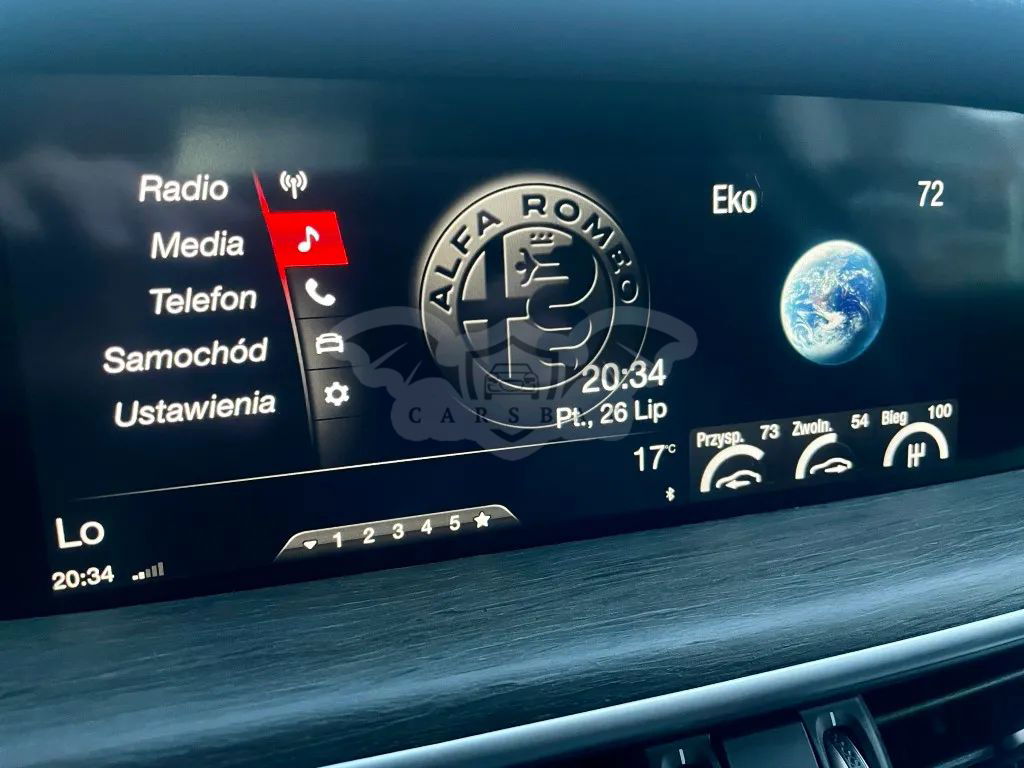 Radio
Media
Telefon
Samochód
Ustawienia
ALFA ROMEO
20:34
Pt., 26 Lip
17°C
Eko 72
Przysp. 73 Zwoln. 54 Bieg 100
Lo
20:34
1 2 3 4 5